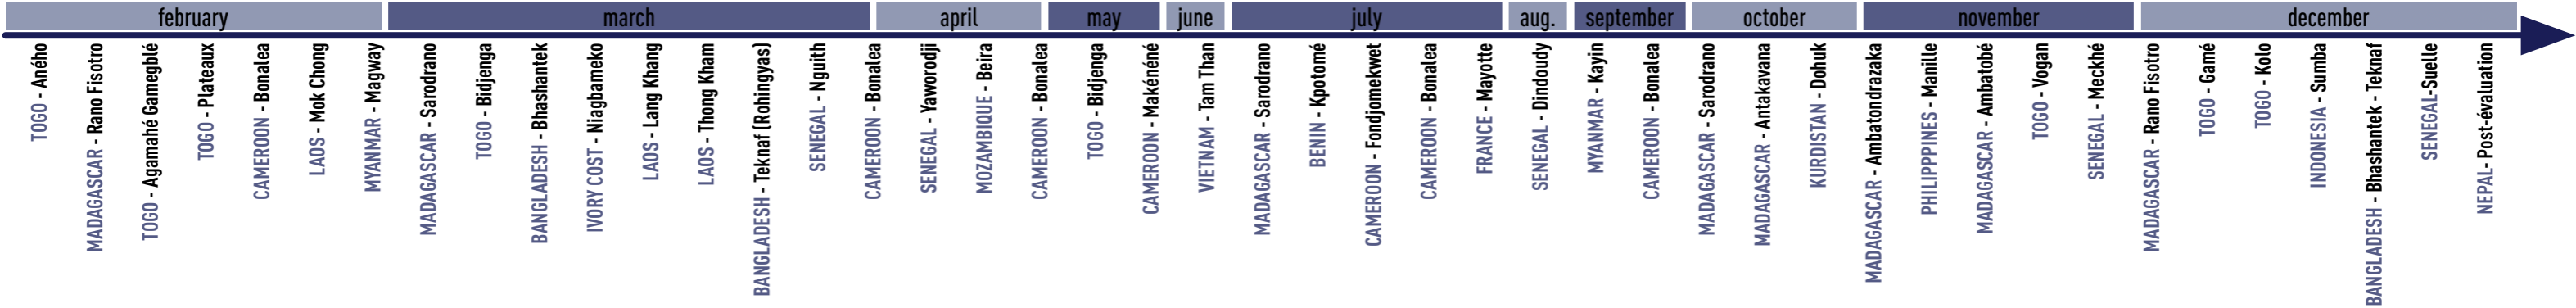 february
march
april
may
june
july
aug.
september
october
november
december
TOGO - Aného
MADAGASCAR - Rano Fisotro
TOGO - Agamahé Gamegblé
TOGO - Plateaux
CAMEROON - Bonalea
LAOS - Mok Chong
MYANMAR - Magway
MADAGASCAR - Sarodrano
TOGO - Bidjenga
BANGLADESH - Bhashantek
IVORY COST - Niagbameko
LAOS - Lang Khang
LAOS - Thong Kham
BANGLADESH - Teknaf (Rohingyas)
SENEGAL - Nguith
CAMEROON - Bonalea
SENEGAL - Yaworodji
MOZAMBIQUE - Beira
CAMEROON - Bonalea
TOGO - Bidjenga
CAMEROON - Makénéné
VIETNAM - Tam Than
MADAGASCAR - Sarodrano
BENIN - Kpotomé
CAMEROON - Fondjomekwet
CAMEROON - Bonalea
FRANCE - Mayotte
SENEGAL - Dindoudy
MYANMAR - Kayin
CAMEROON - Bonalea
MADAGASCAR - Sarodrano
MADAGASCAR - Antakavana
KURDISTAN - Dohuk
MADAGASCAR - Ambatondrazaka
PHILIPPPINES - Manille
MADAGASCAR - Ambatobé
TOGO - Vogan
SENEGAL - Meckhé
MADAGASCAR - Rano Fisotro
TOGO - Gamé
TOGO - Kolo
INDONESIA - Sumba
BANGLADESH - Bhashantek - Teknaf
SENEGAL-Suelle
NEPAL- Post-évaluation